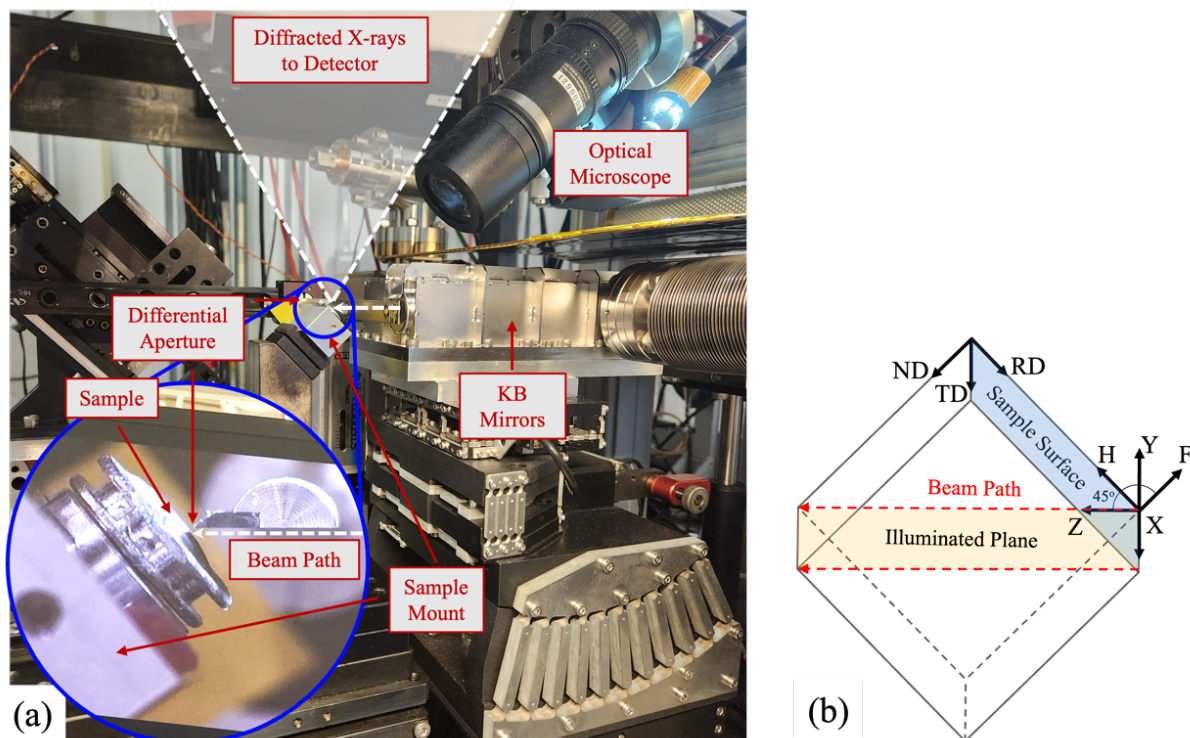 Diffracted X-rays
to Detector
Optical
Microscope
Differential
Aperture
Sample
KB
Mirrors
Beam Path
Sample
Mount
(a)
ND
RD
TD
Sample Surface
H
Y
F
45°
Beam Path
Z
X
Illuminated Plane
(b)